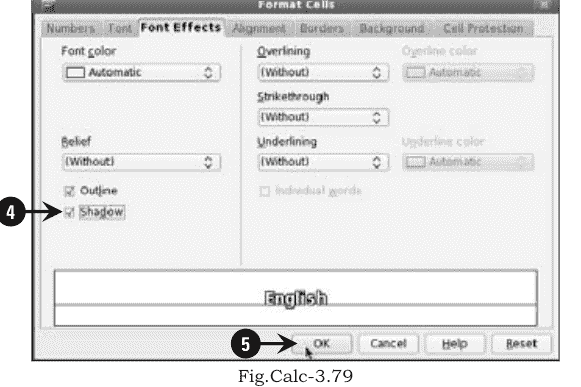 Format Cells
Numbers Font Font Effects Alignment Borders Background Cell Protection
Font color Overlining Overline color
Automatic (Without) Automatic
Strikethrough
(Without)
Relief Underlining Underline color
(Without) (Without) Automatic
Outline Individual words
4 Shadow
English
5 OK Cancel Help Reset
Fig.Calc-3.79